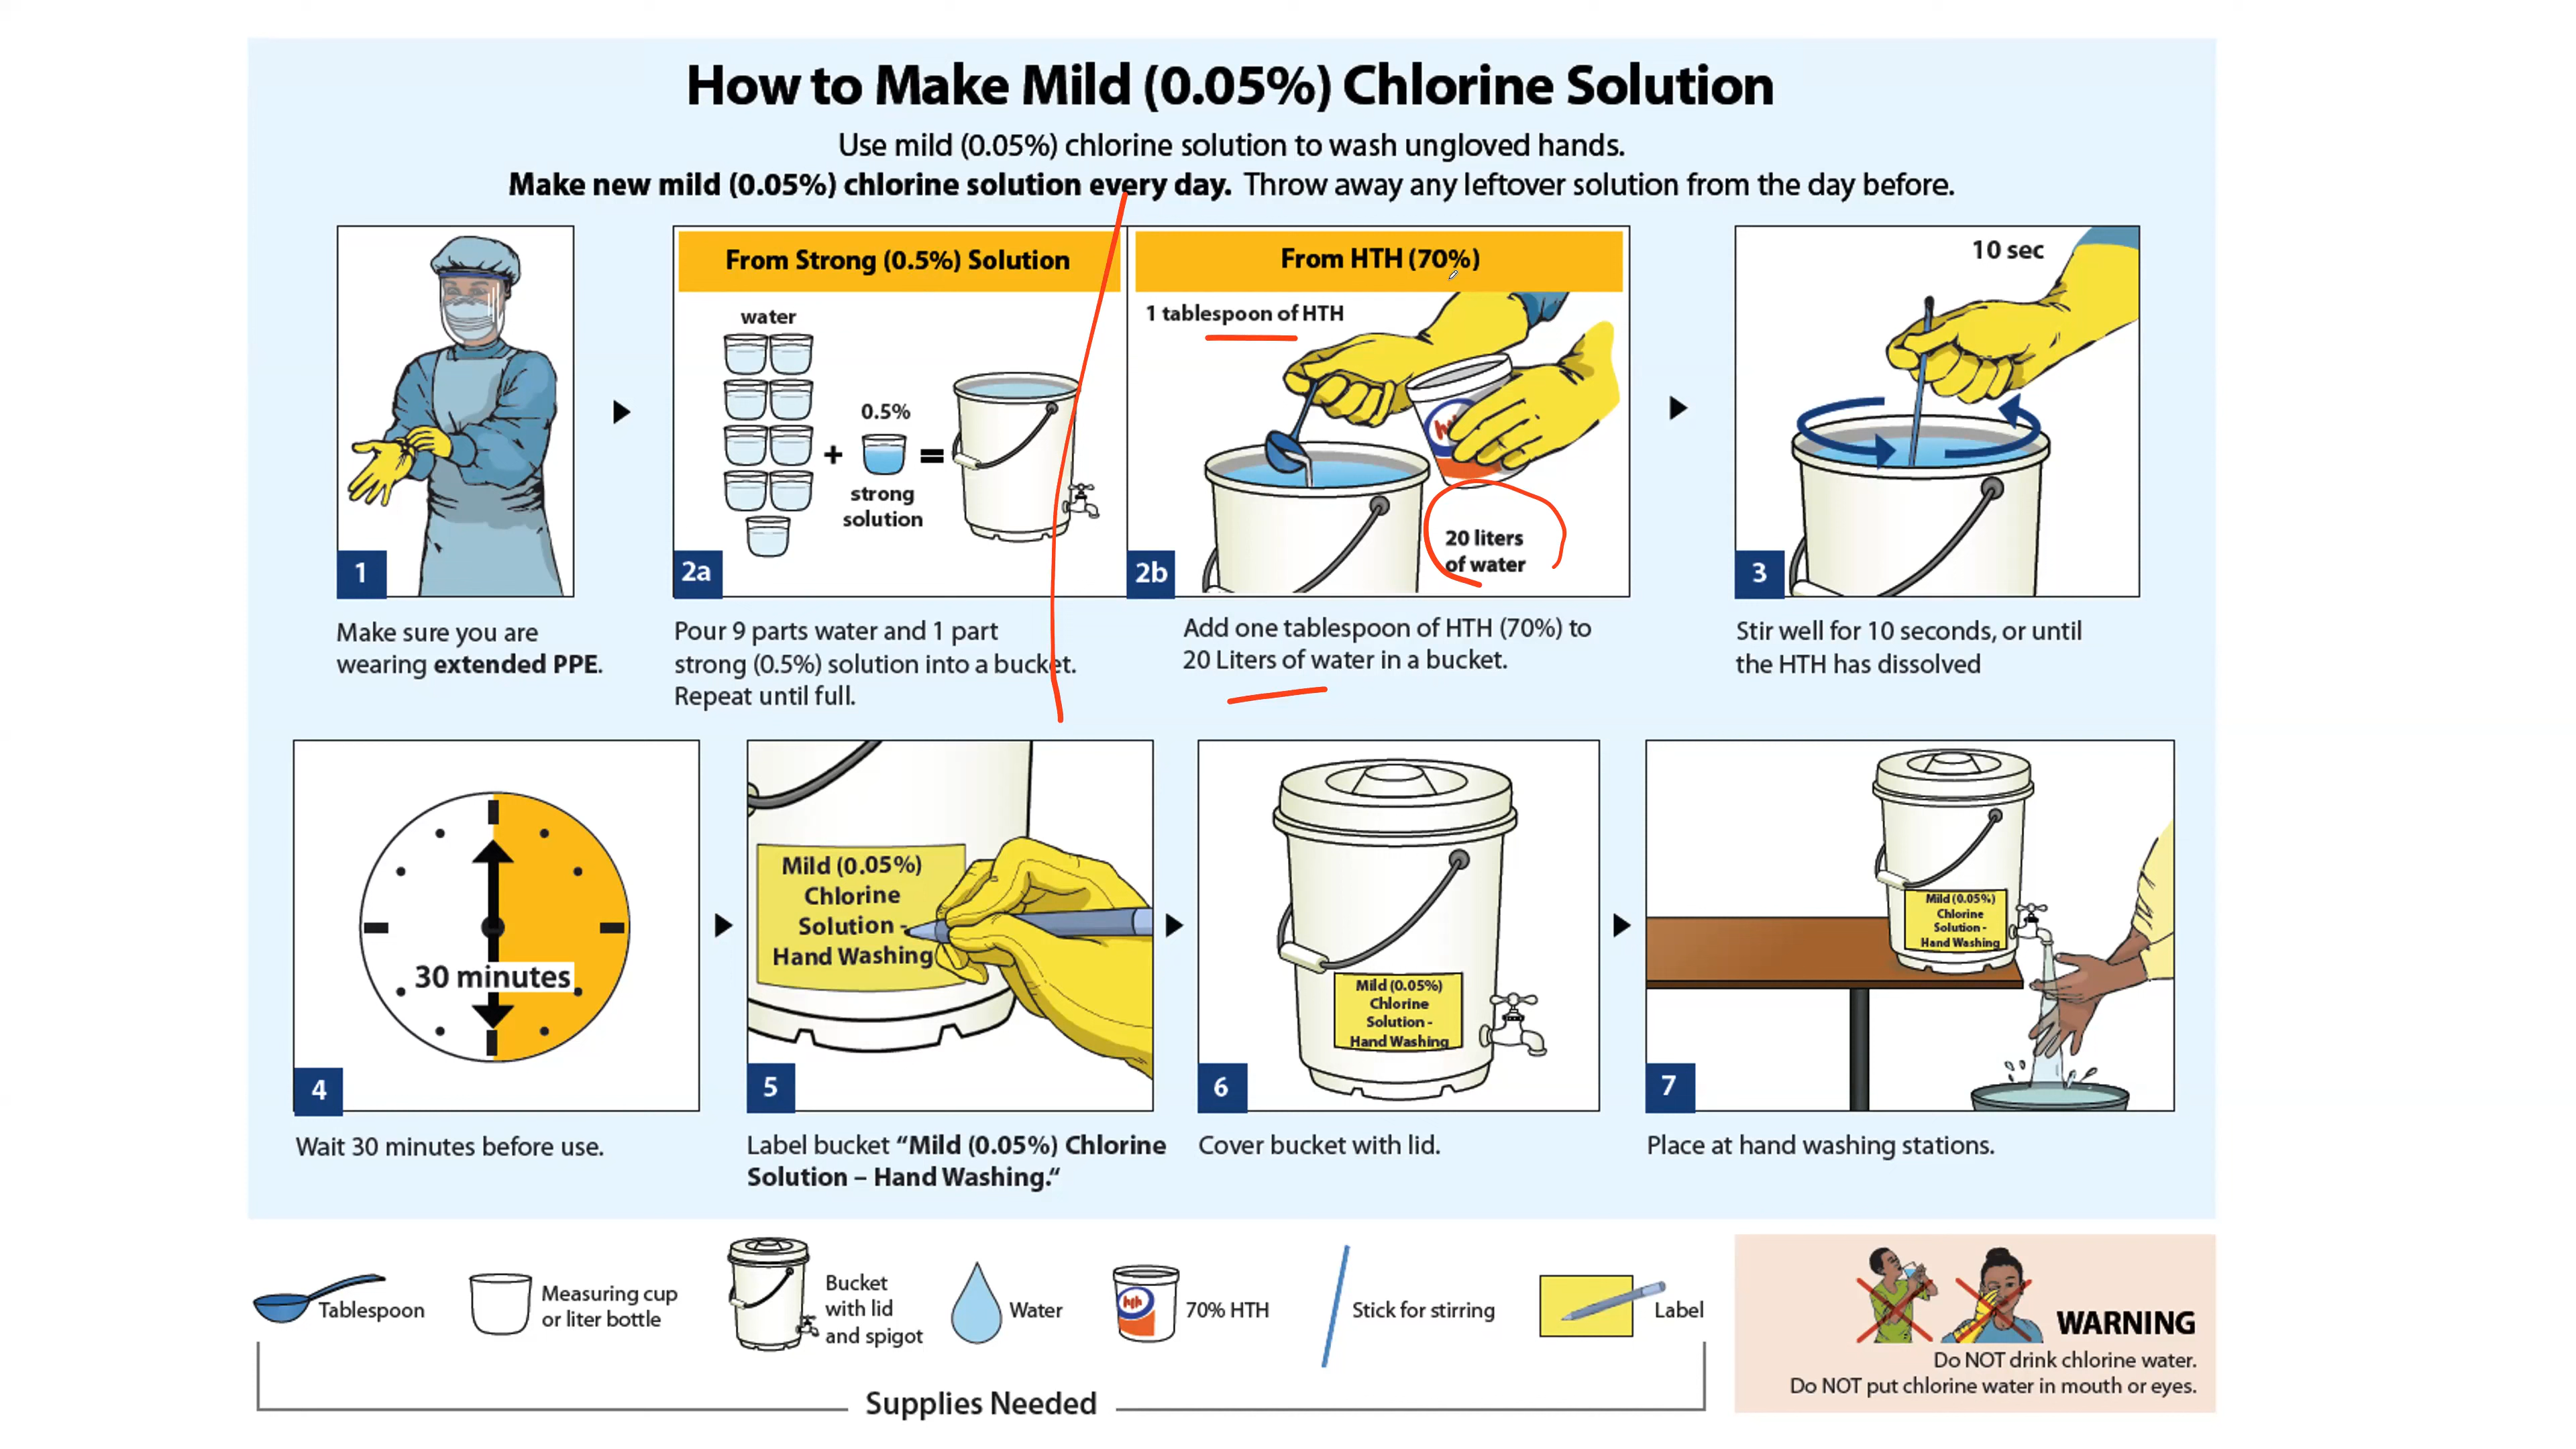 How to Make Mild (0.05%) Chlorine Solution
Use mild (0.05%) chlorine solution to wash ungloved hands.
Make new mild (0.05%) chlorine solution every day. Throw away any leftover solution from the day before.
1
Make sure you are
wearing extended PPE.
From Strong (0.5%) Solution
water
+
0.5%
strong
solution
=
2a
Pour 9 parts water and 1 part
strong (0.5%) solution into a bucket.
Repeat until full.
From HTH (70%)
1 tablespoon of HTH
20 liters
of water
2b
Add one tablespoon of HTH (70%) to
20 Liters of water in a bucket.
10 sec
3
Stir well for 10 seconds, or until
the HTH has dissolved
30 minutes
4
Wait 30 minutes before use.
Mild (0.05%)
Chlorine
Solution -
Hand Washing
5
Label bucket “Mild (0.05%) Chlorine
Solution – Hand Washing.“
Mild (0.05%)
Chlorine
Solution -
Hand Washing
6
Cover bucket with lid.
Mild (0.05%)
Chlorine
Solution -
Hand Washing
7
Place at hand washing stations.
Tablespoon
Measuring cup
or liter bottle
Bucket
with lid
and spigot
Water
hth
70% HTH
Stick for stirring
Label
Supplies Needed
WARNING
Do NOT drink chlorine water.
Do NOT put chlorine water in mouth or eyes.